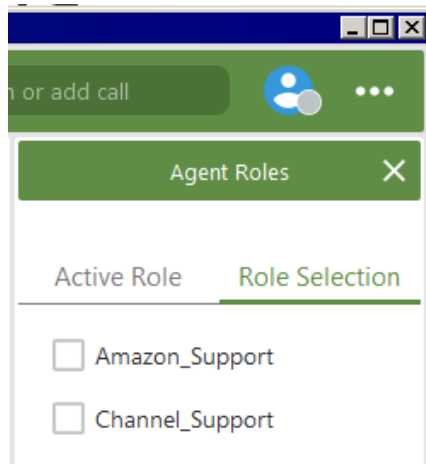 or add call
Agent Roles
Active Role Role Selection
Amazon_Support
Channel_Support